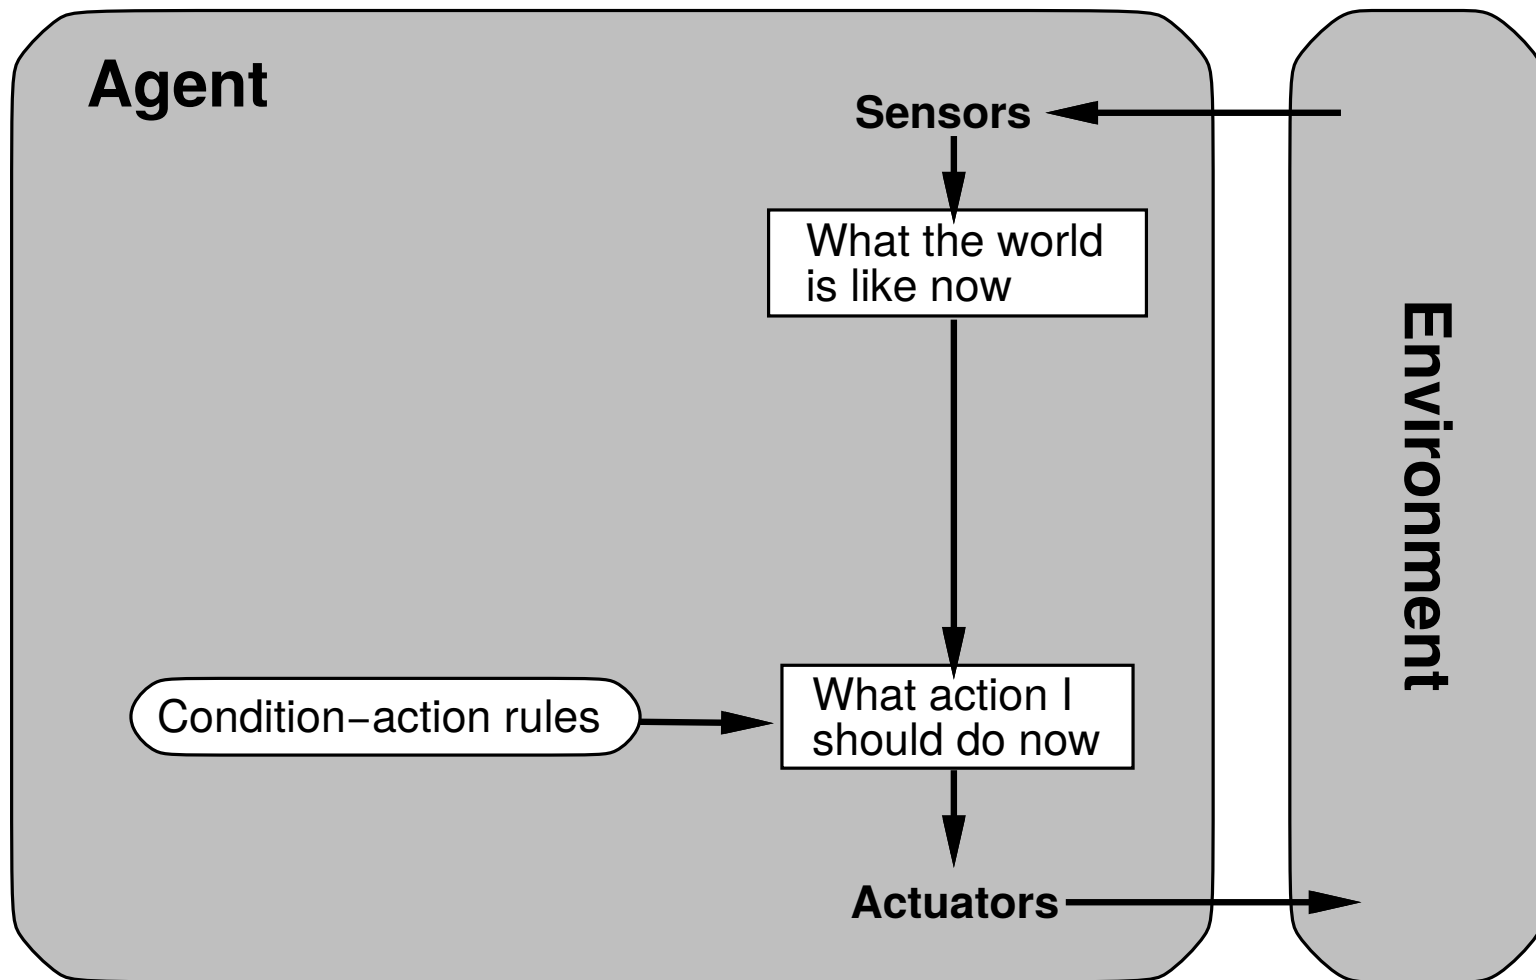 Agent
Sensors
What the world
is like now
Environment
Condition−action rules
What action I
should do now
Actuators